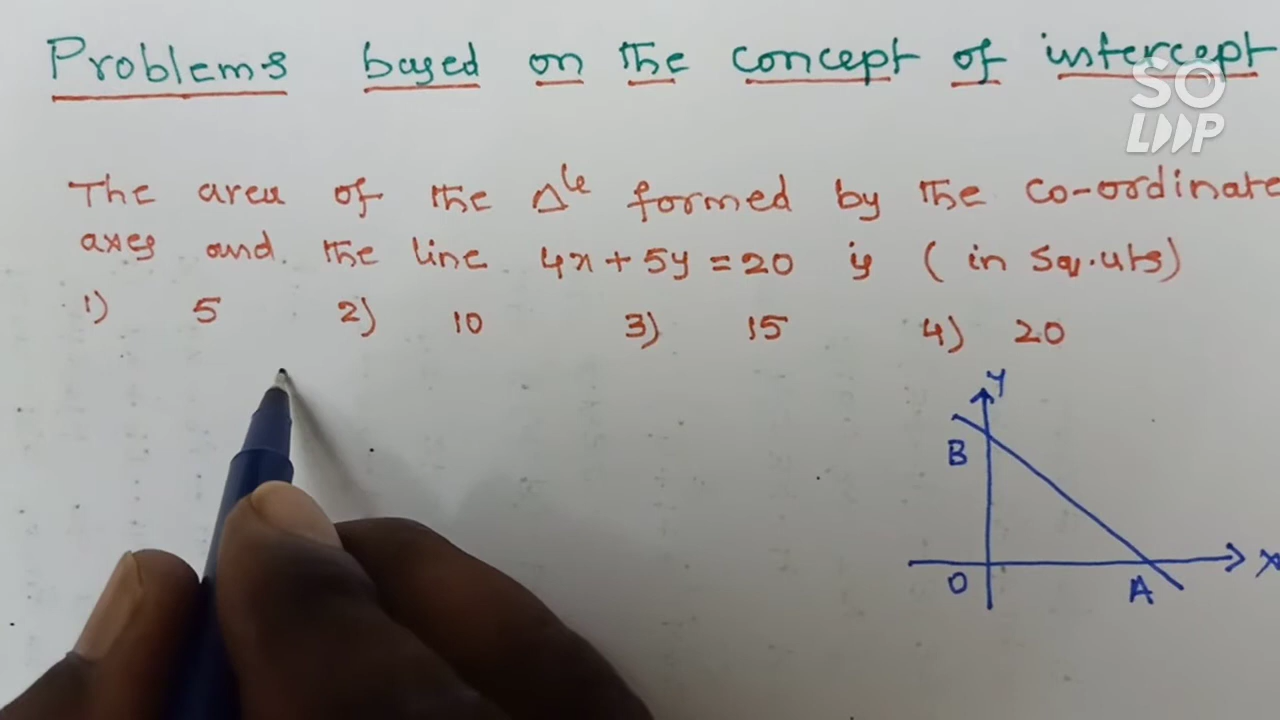 Problems based on the concept of intercept
SO
LOOP
The area of the Δle formed by the co-ordinate
axes and the line 4x + 5y = 20 is (in Sq.uts)
1) 5 2) 10 3) 15 4) 20
Y
B
O A X